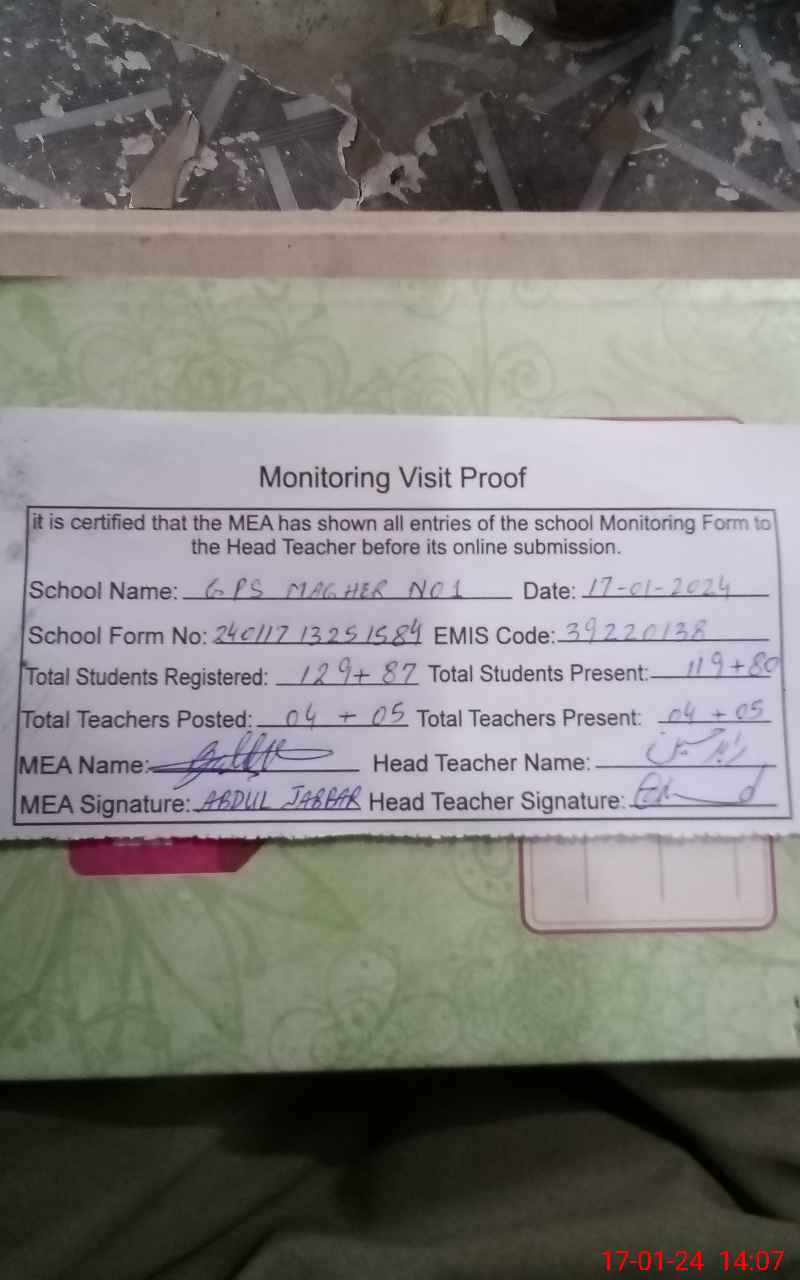 Monitoring Visit Proof
it is certified that the MEA has shown all entries of the school Monitoring Form to
the Head Teacher before its online submission.
School Name: GPS MAGHER NO1 Date: 17-01-2024
School Form No: 240117 13251584 EMIS Code: 39220138
Total Students Registered: 129+ 87 Total Students Present: 119+80
Total Teachers Posted: 04 + 05 Total Teachers Present: 04 + 05
MEA Name: Head Teacher Name:
MEA Signature: ABDUL JABBAR Head Teacher Signature:
17-01-24 14:07